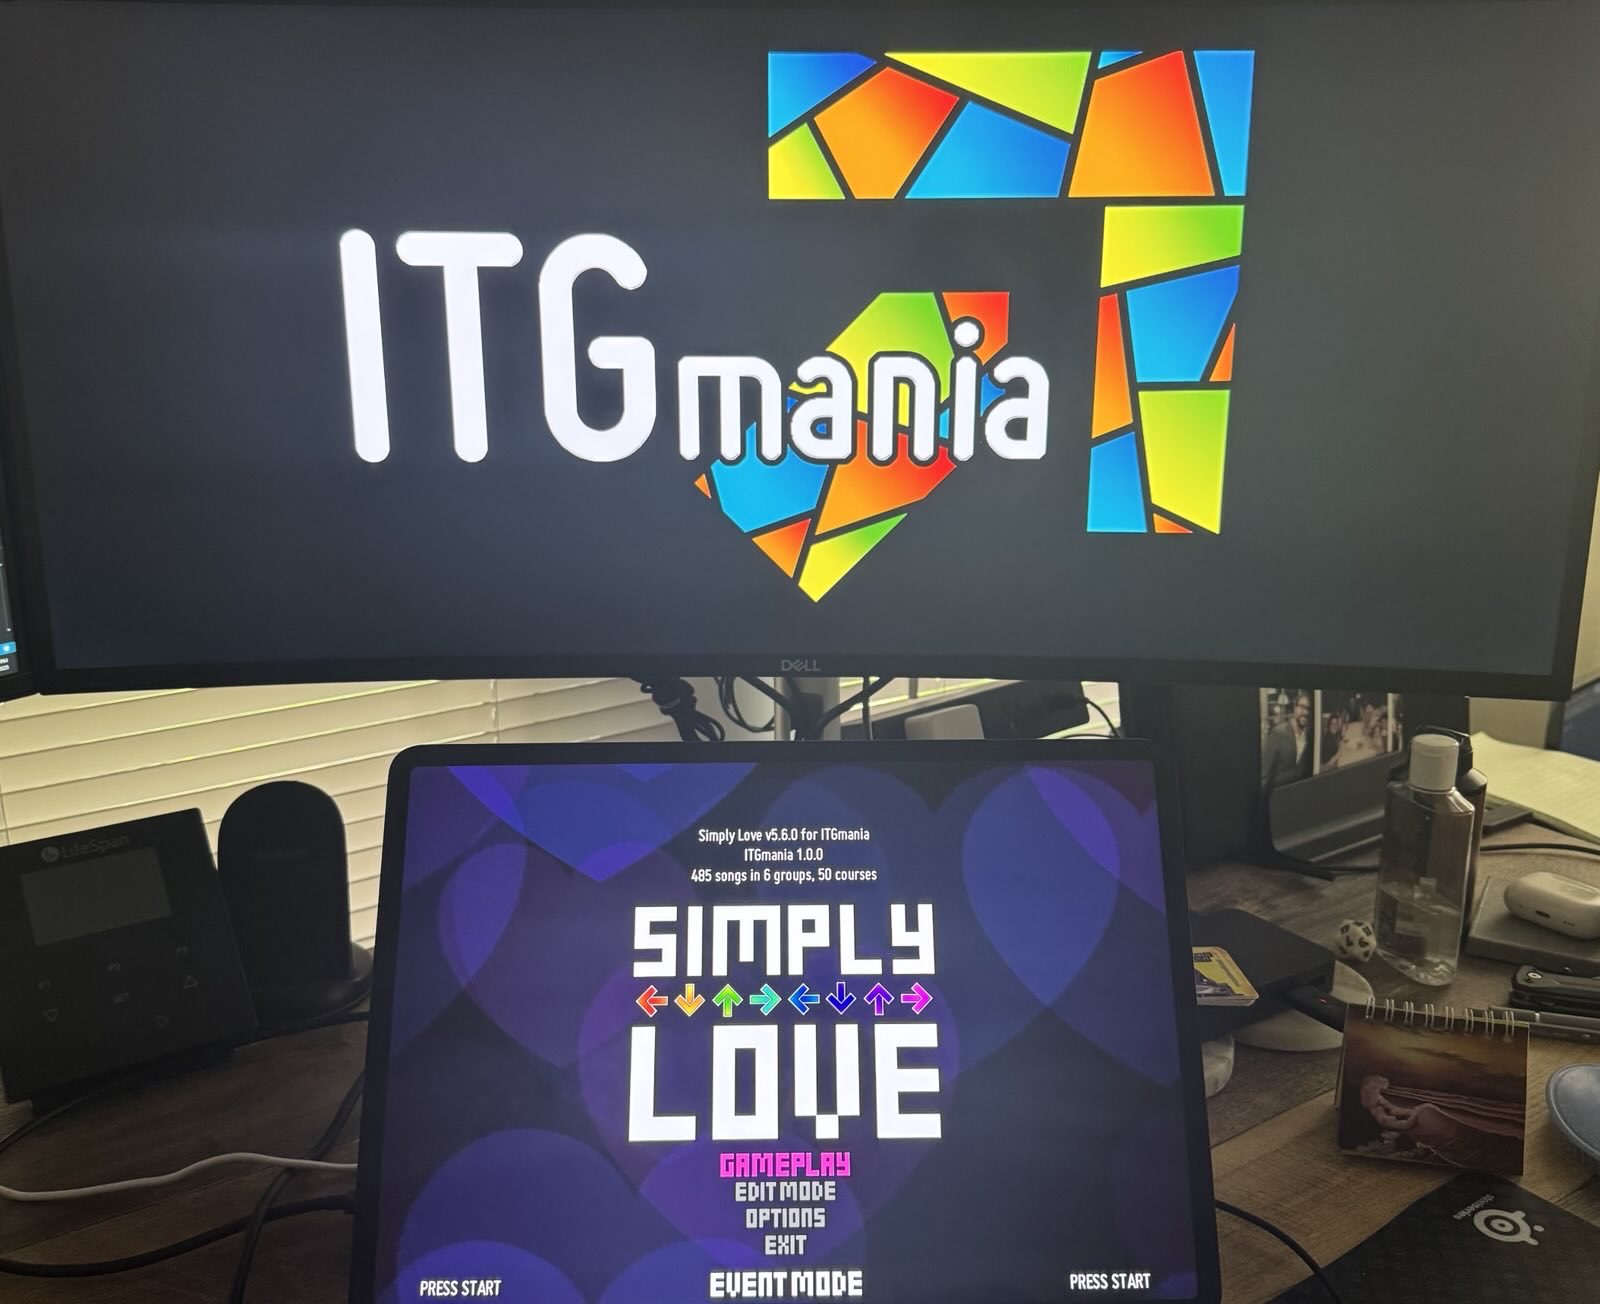 ITGmania
DELL
LifeSpan
Simply Love v5.6.0 for ITGmania
ITGmania 1.0.0
485 songs in 6 groups, 50 courses
SIMPLY
LOVE
GAMEPLAY
EDIT MODE
OPTIONS
EXIT
PRESS START
EVENT MODE
PRESS START
steelseries